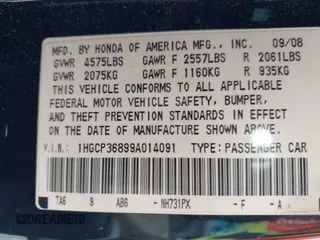 MFD. BY HONDA OF AMERICA MFG., INC. 09/08
GVWR 4575LBS GAWR F 2557LBS R 2061LBS
GVWR 2075KG GAWR F 1160KG R 935KG
THIS VEHICLE CONFORMS TO ALL APPLICABLE
FEDERAL MOTOR VEHICLE SAFETY, BUMPER,
AND THEFT PREVENTION STANDARDS IN EFFECT
ON THE DATE OF MANUFACTURE SHOWN ABOVE.
V.I.N. 1HGCP36899A014091 TYPE: PASSENGER CAR
TAG 9 AB6 -NH731PX -F -A